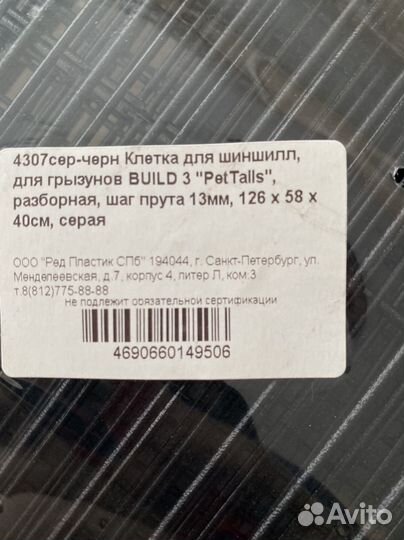 4307сер-черн Клетка для шиншилл,
для грызунов BUILD 3 "PetTails",
разборная, шаг прута 13мм, 126 х 58 х
40см, серая
ООО "Ред Пластик СПб" 194044, г. Санкт-Петербург, ул.
Менделеевская, д.7, корпус 4, литер Л, ком.3
т.8(812)775-88-88
Не подлежит обязательной сертификации
4690660149506
Avito